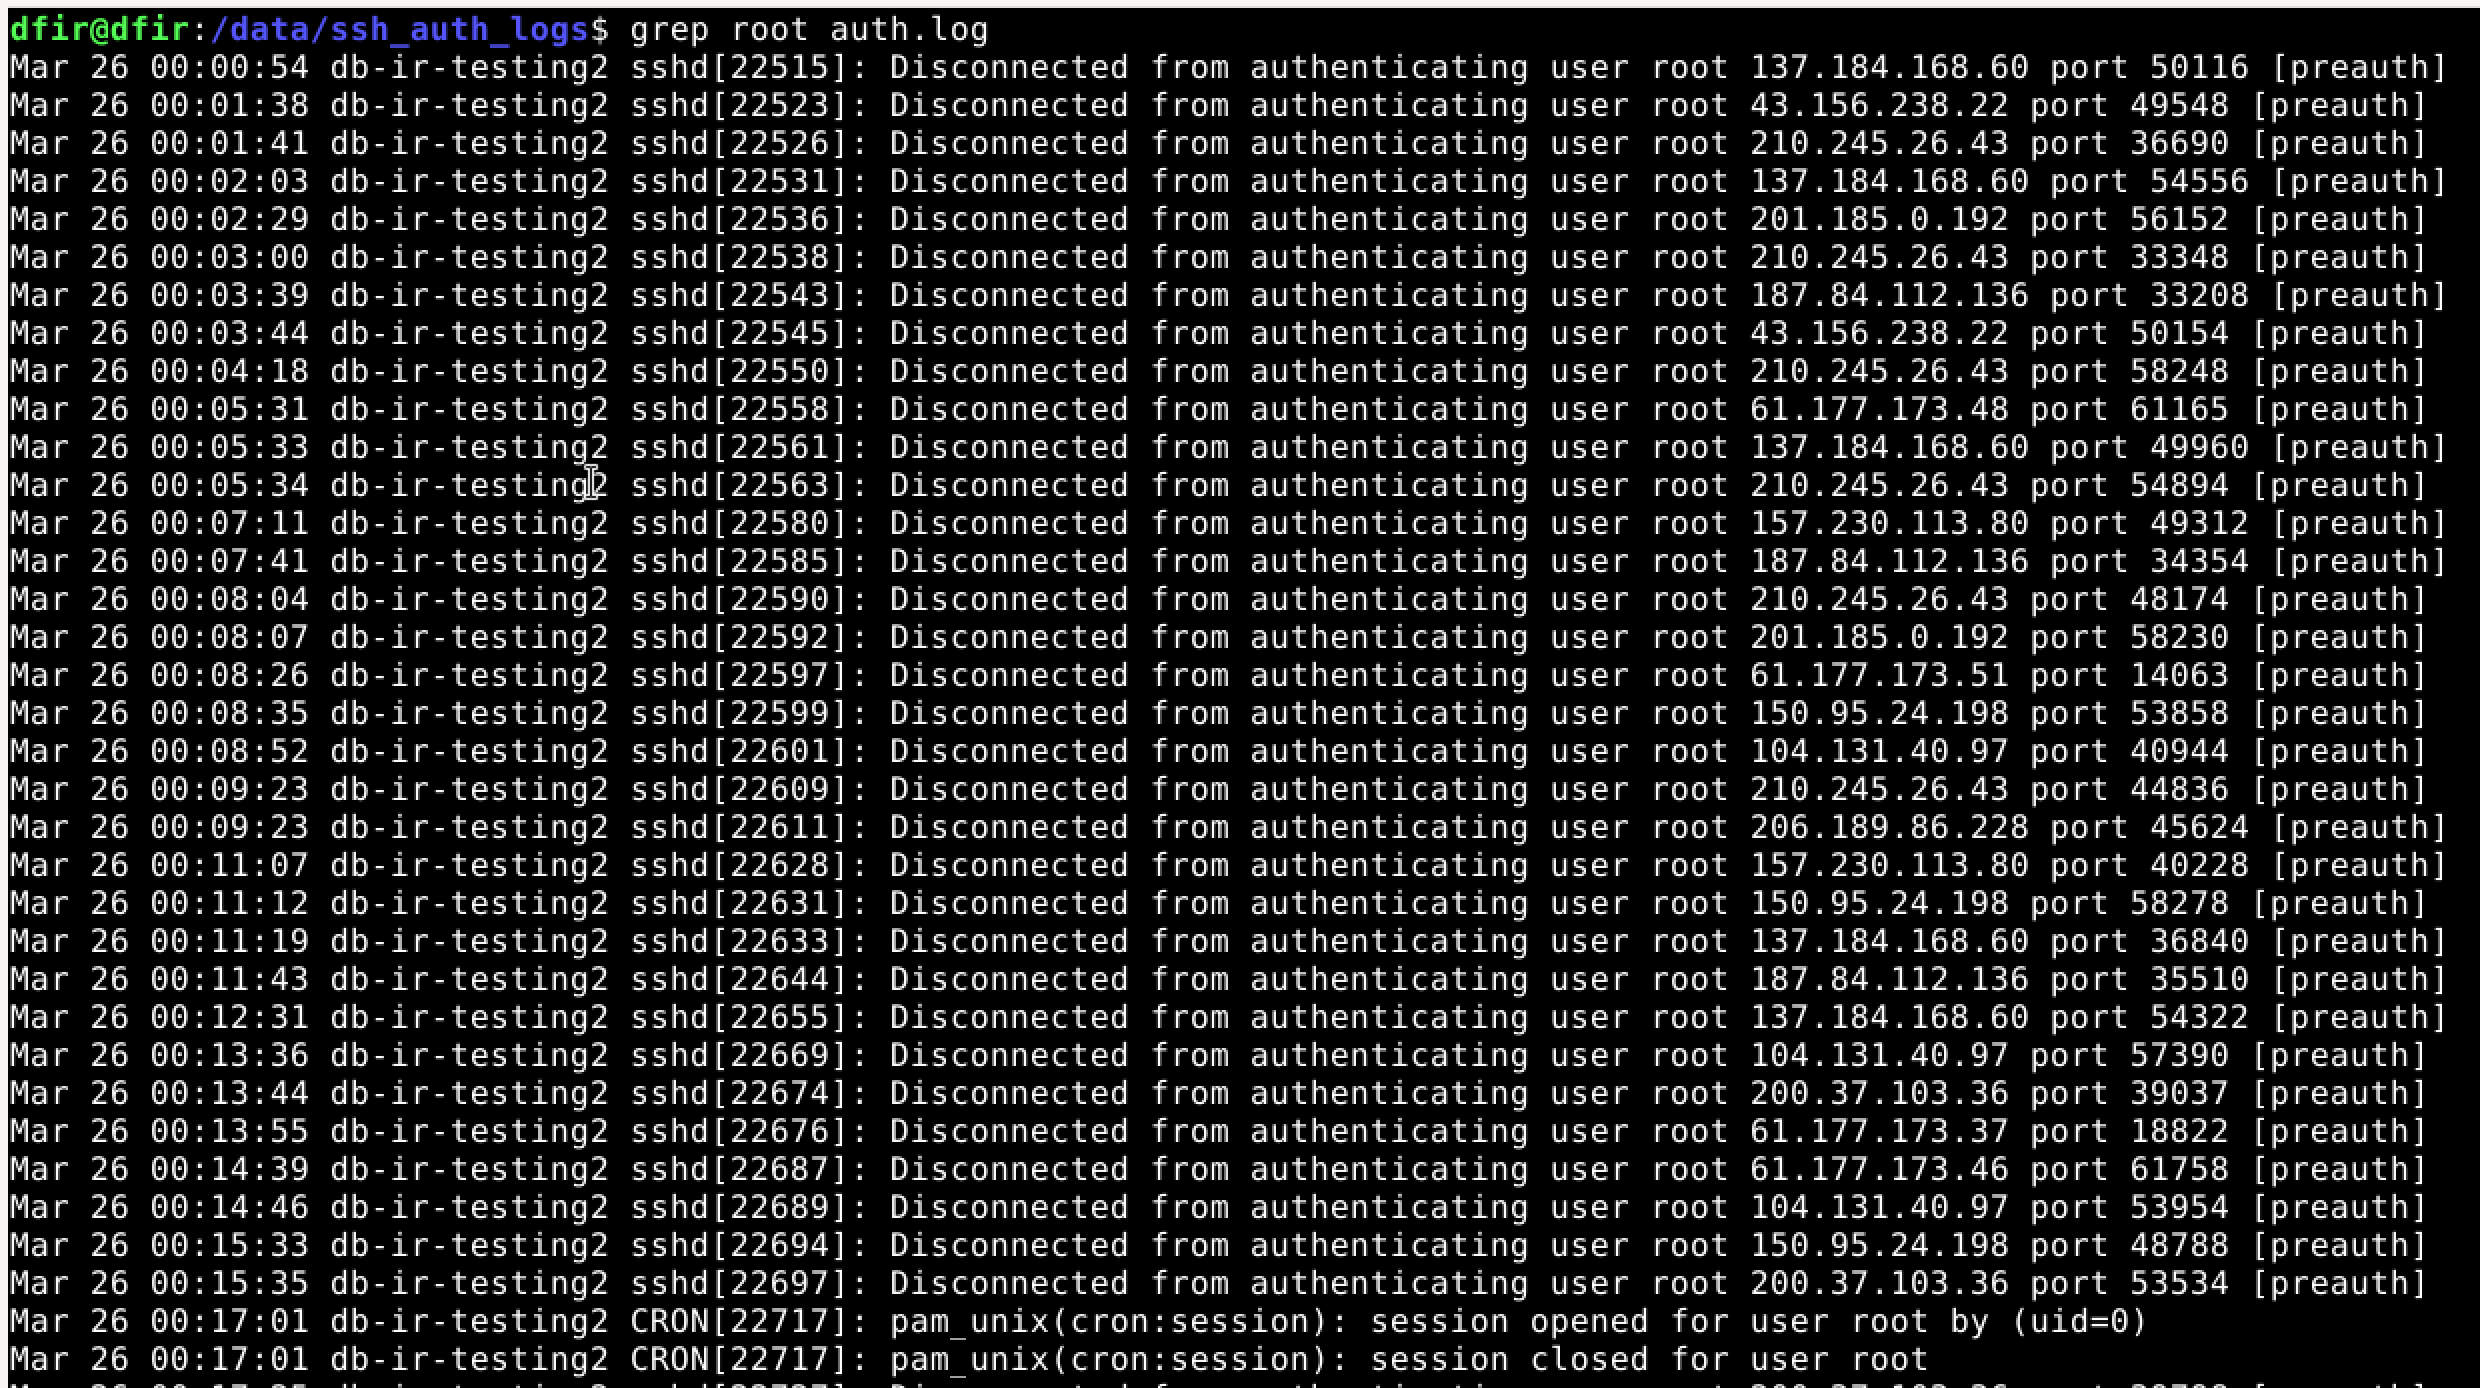 dfir@dfir:/data/ssh_auth_logs$ grep root auth.log
Mar 26 00:00:54 db-ir-testing2 sshd[22515]: Disconnected from authenticating user root 137.184.168.60 port 50116 [preauth]
Mar 26 00:01:38 db-ir-testing2 sshd[22523]: Disconnected from authenticating user root 43.156.238.22 port 49548 [preauth]
Mar 26 00:01:41 db-ir-testing2 sshd[22526]: Disconnected from authenticating user root 210.245.26.43 port 36690 [preauth]
Mar 26 00:02:03 db-ir-testing2 sshd[22531]: Disconnected from authenticating user root 137.184.168.60 port 54556 [preauth]
Mar 26 00:02:29 db-ir-testing2 sshd[22536]: Disconnected from authenticating user root 201.185.0.192 port 56152 [preauth]
Mar 26 00:03:00 db-ir-testing2 sshd[22538]: Disconnected from authenticating user root 210.245.26.43 port 33348 [preauth]
Mar 26 00:03:39 db-ir-testing2 sshd[22543]: Disconnected from authenticating user root 187.84.112.136 port 33208 [preauth]
Mar 26 00:03:44 db-ir-testing2 sshd[22545]: Disconnected from authenticating user root 43.156.238.22 port 50154 [preauth]
Mar 26 00:04:18 db-ir-testing2 sshd[22550]: Disconnected from authenticating user root 210.245.26.43 port 58248 [preauth]
Mar 26 00:05:31 db-ir-testing2 sshd[22558]: Disconnected from authenticating user root 61.177.173.48 port 61165 [preauth]
Mar 26 00:05:33 db-ir-testing2 sshd[22561]: Disconnected from authenticating user root 137.184.168.60 port 49960 [preauth]
Mar 26 00:05:34 db-ir-testing2 sshd[22563]: Disconnected from authenticating user root 210.245.26.43 port 54894 [preauth]
Mar 26 00:07:11 db-ir-testing2 sshd[22580]: Disconnected from authenticating user root 157.230.113.80 port 49312 [preauth]
Mar 26 00:07:41 db-ir-testing2 sshd[22585]: Disconnected from authenticating user root 187.84.112.136 port 34354 [preauth]
Mar 26 00:08:04 db-ir-testing2 sshd[22590]: Disconnected from authenticating user root 210.245.26.43 port 48174 [preauth]
Mar 26 00:08:07 db-ir-testing2 sshd[22592]: Disconnected from authenticating user root 201.185.0.192 port 58230 [preauth]
Mar 26 00:08:26 db-ir-testing2 sshd[22597]: Disconnected from authenticating user root 61.177.173.51 port 14063 [preauth]
Mar 26 00:08:35 db-ir-testing2 sshd[22599]: Disconnected from authenticating user root 150.95.24.198 port 53858 [preauth]
Mar 26 00:08:52 db-ir-testing2 sshd[22601]: Disconnected from authenticating user root 104.131.40.97 port 40944 [preauth]
Mar 26 00:09:23 db-ir-testing2 sshd[22609]: Disconnected from authenticating user root 210.245.26.43 port 44836 [preauth]
Mar 26 00:09:23 db-ir-testing2 sshd[22611]: Disconnected from authenticating user root 206.189.86.228 port 45624 [preauth]
Mar 26 00:11:07 db-ir-testing2 sshd[22628]: Disconnected from authenticating user root 157.230.113.80 port 40228 [preauth]
Mar 26 00:11:12 db-ir-testing2 sshd[22631]: Disconnected from authenticating user root 150.95.24.198 port 58278 [preauth]
Mar 26 00:11:19 db-ir-testing2 sshd[22633]: Disconnected from authenticating user root 137.184.168.60 port 36840 [preauth]
Mar 26 00:11:43 db-ir-testing2 sshd[22644]: Disconnected from authenticating user root 187.84.112.136 port 35510 [preauth]
Mar 26 00:12:31 db-ir-testing2 sshd[22655]: Disconnected from authenticating user root 137.184.168.60 port 54322 [preauth]
Mar 26 00:13:36 db-ir-testing2 sshd[22669]: Disconnected from authenticating user root 104.131.40.97 port 57390 [preauth]
Mar 26 00:13:44 db-ir-testing2 sshd[22674]: Disconnected from authenticating user root 200.37.103.36 port 39037 [preauth]
Mar 26 00:13:55 db-ir-testing2 sshd[22676]: Disconnected from authenticating user root 61.177.173.37 port 18822 [preauth]
Mar 26 00:14:39 db-ir-testing2 sshd[22687]: Disconnected from authenticating user root 61.177.173.46 port 61758 [preauth]
Mar 26 00:14:46 db-ir-testing2 sshd[22689]: Disconnected from authenticating user root 104.131.40.97 port 53954 [preauth]
Mar 26 00:15:33 db-ir-testing2 sshd[22694]: Disconnected from authenticating user root 150.95.24.198 port 48788 [preauth]
Mar 26 00:15:35 db-ir-testing2 sshd[22697]: Disconnected from authenticating user root 200.37.103.36 port 53534 [preauth]
Mar 26 00:17:01 db-ir-testing2 CRON[22717]: pam_unix(cron:session): session opened for user root by (uid=0)
Mar 26 00:17:01 db-ir-testing2 CRON[22717]: pam_unix(cron:session): session closed for user root